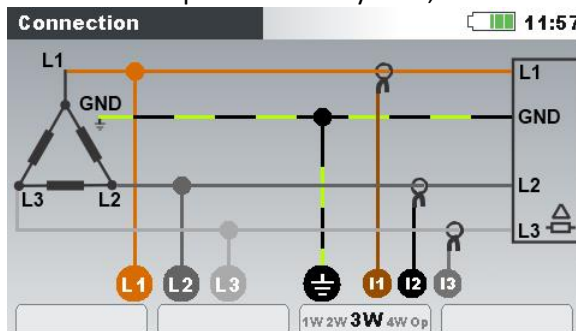 Connection 11:57
L1 L1
GND GND
L3 L2 L2
L3
L1 L2 L3 I1 I2 I3
1W 2W 3W 4W Op